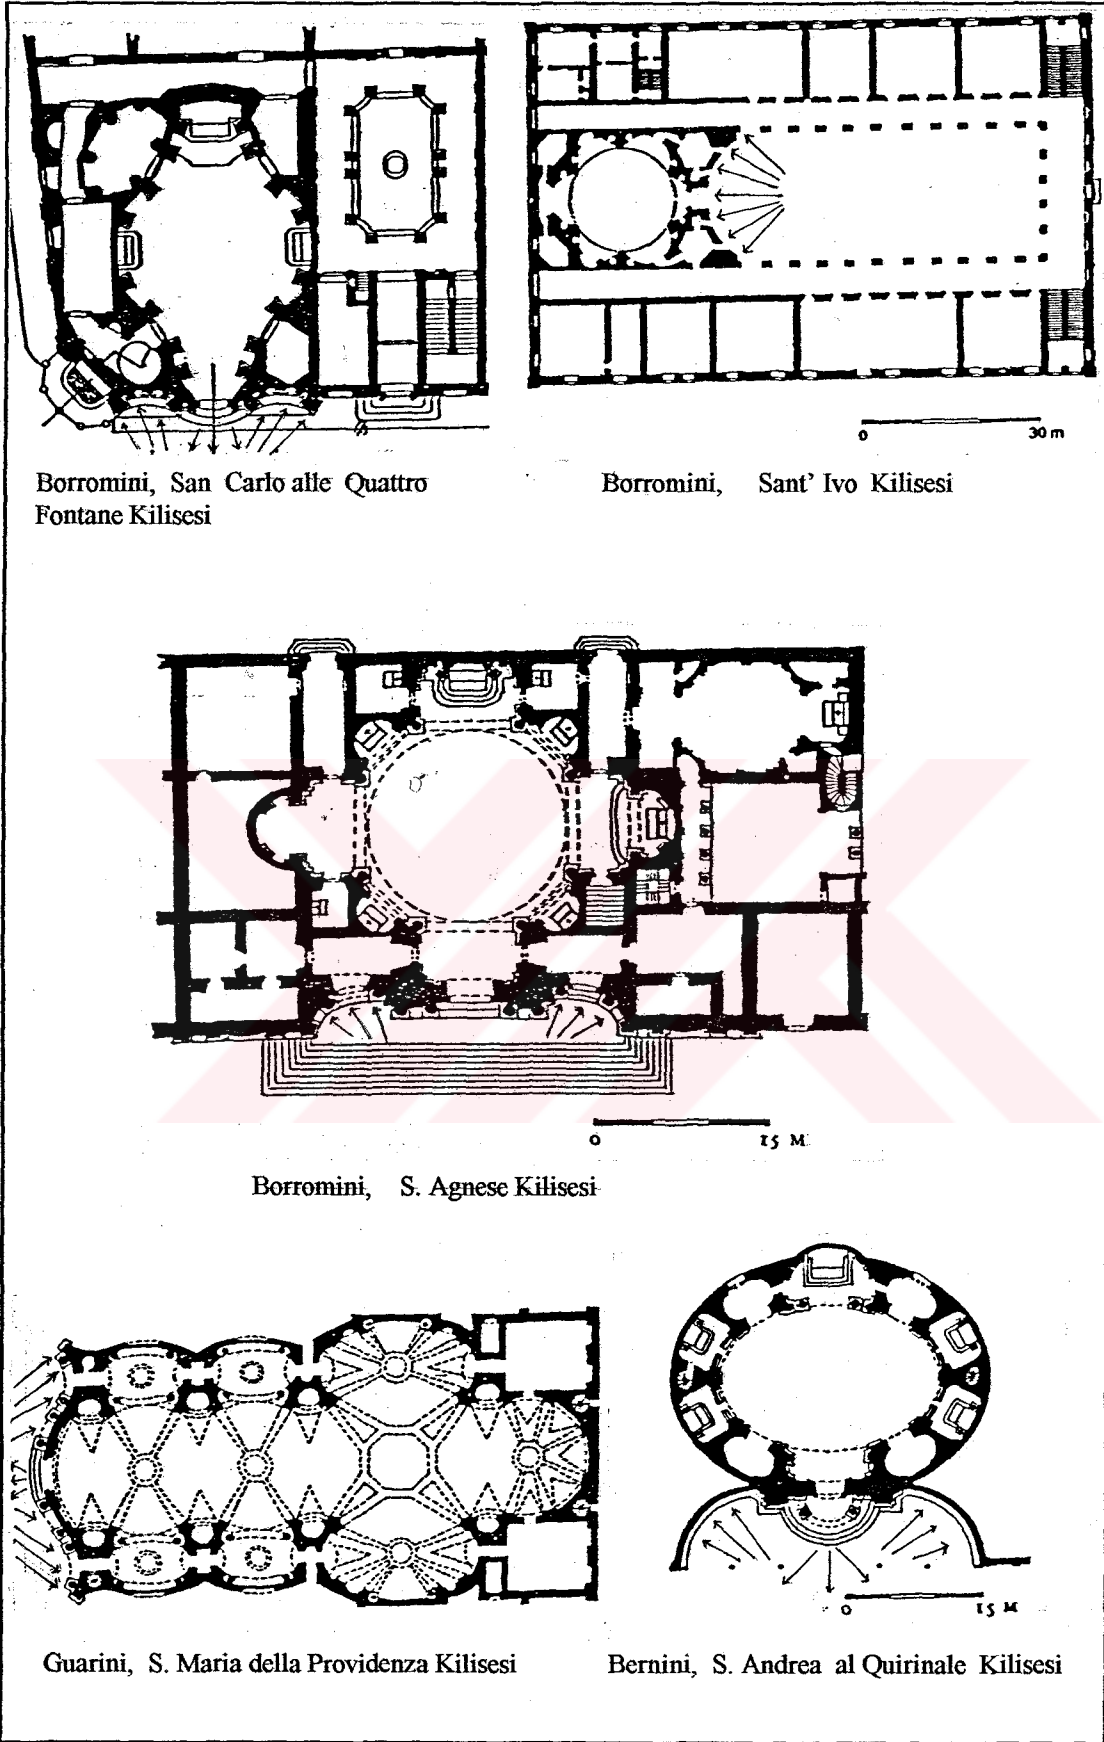 0 30 m
Borromini, San Carlo alle Quattro
Fontane Kilisesi
Borromini, Sant' Ivo Kilisesi
0 15 M
Borromini, S. Agnese Kilisesi
0 15 M
Guarini, S. Maria della Providenza Kilisesi
Bernini, S. Andrea al Quirinale Kilisesi